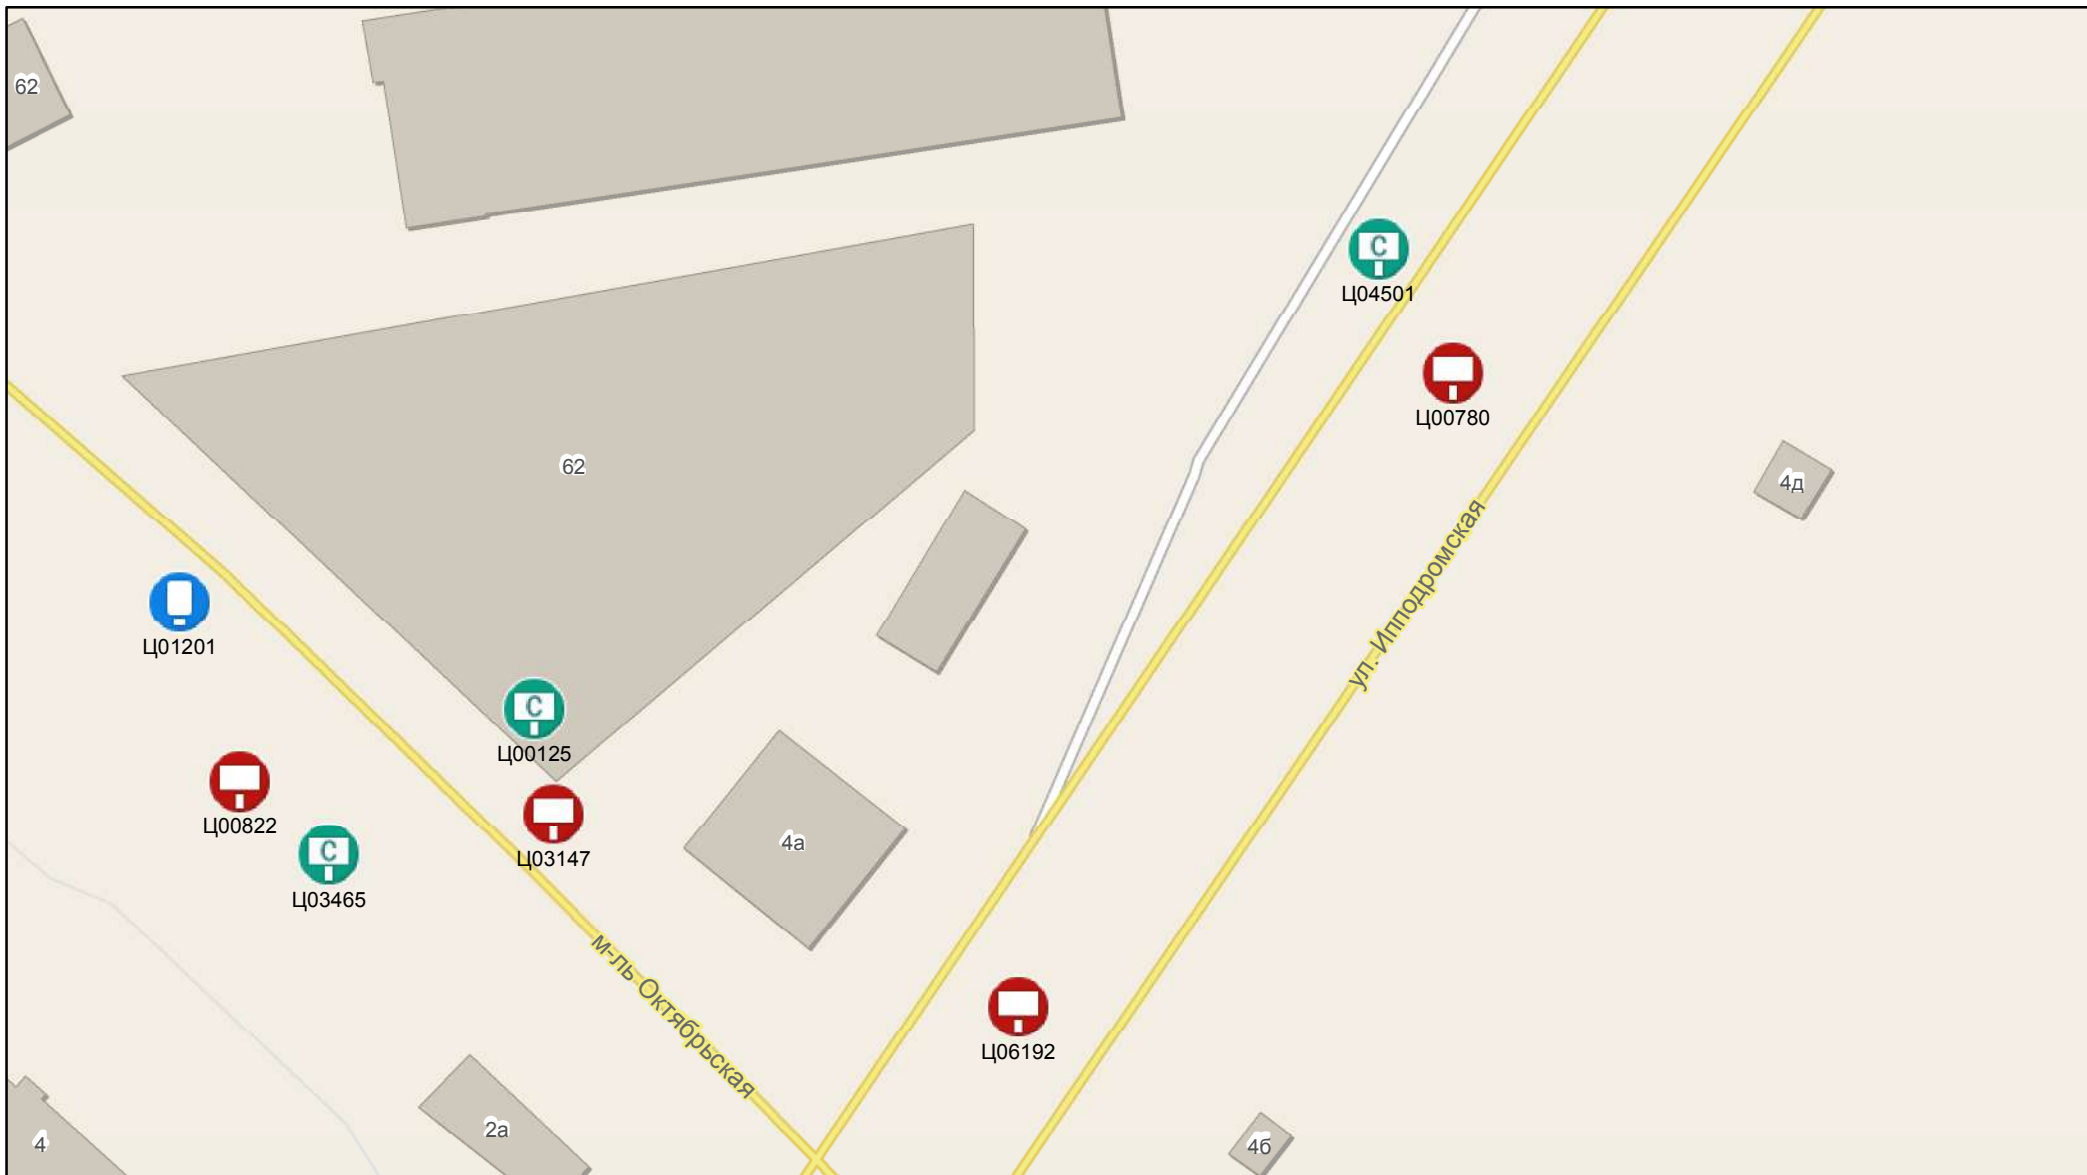 62
C
Ц04501
Ц00780
62
4д
ул. Ипподромская
Ц01201
C
Ц00125
Ц00822
Ц03147
4а
C
Ц03465
м-ль Октябрьская
Ц06192
2а
4
4б